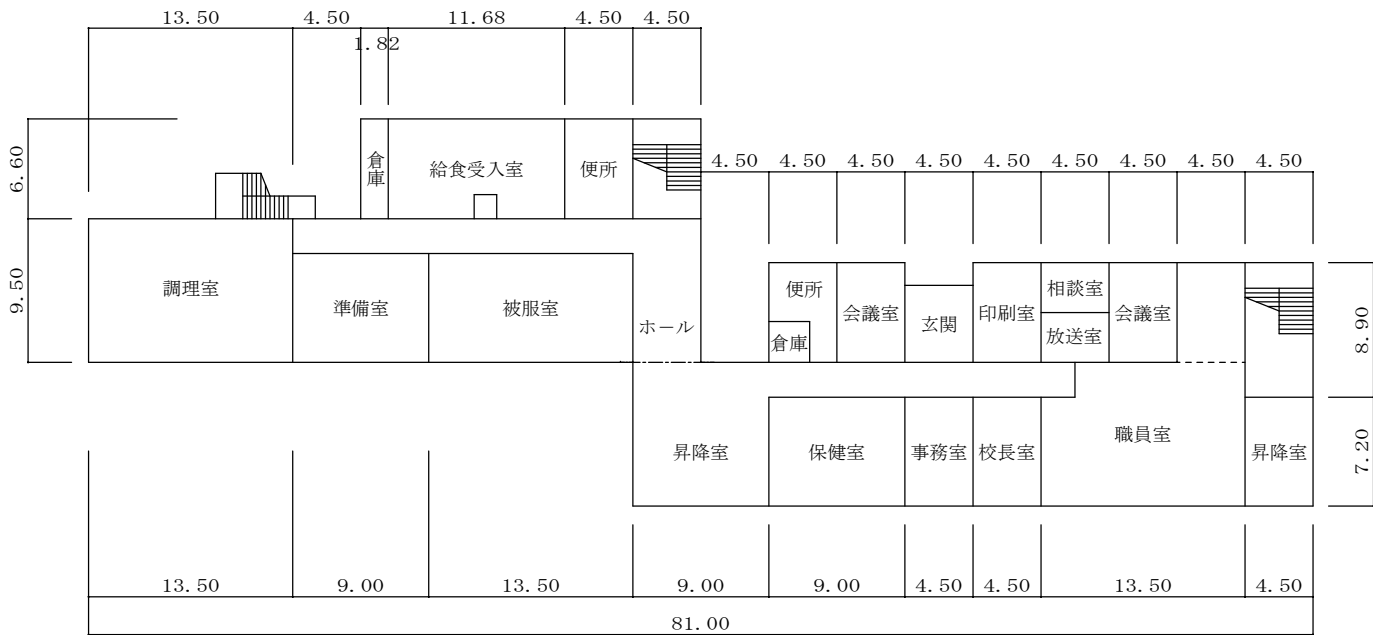 13.50 4.50 11.68 4.50 4.50
1.82
倉庫 給食受入室 便所
6.60
4.50 4.50 4.50 4.50 4.50 4.50 4.50 4.50 4.50
調理室 準備室 被服室 ホール
9.50
便所 会議室 玄関 印刷室 相談室 会議室
倉庫 放送室
8.90
昇降室 保健室 事務室 校長室 職員室 昇降室
7.20
13.50 9.00 13.50 9.00 9.00 4.50 4.50 13.50 4.50
81.00